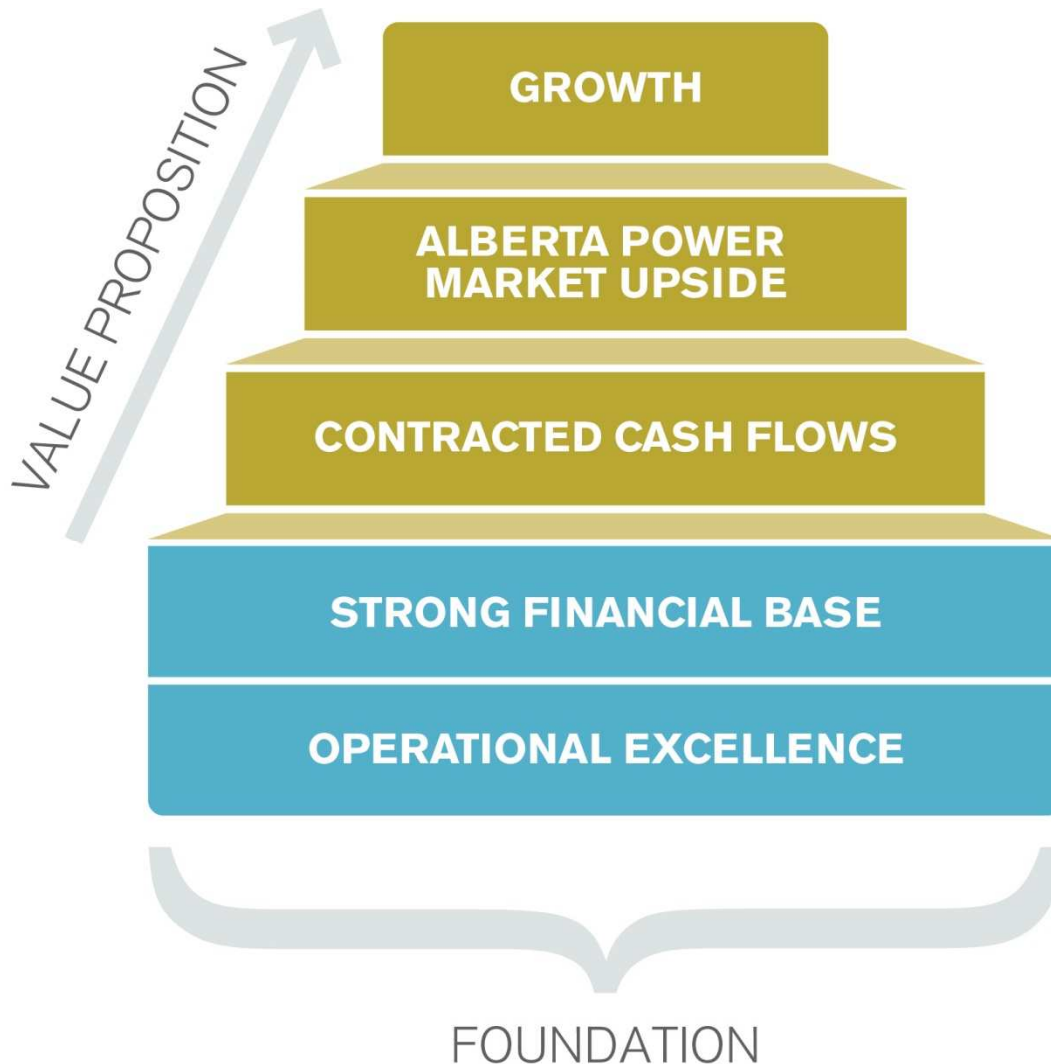 VALUE PROPOSITION
GROWTH
ALBERTA POWER
MARKET UPSIDE
CONTRACTED CASH FLOWS
STRONG FINANCIAL BASE
OPERATIONAL EXCELLENCE
FOUNDATION